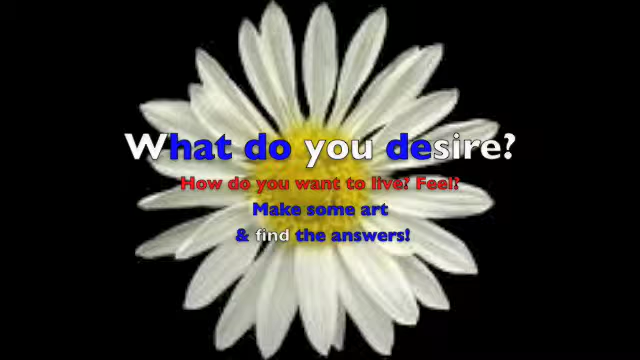 What do you desire?
How do you want to live? Feel?
Make some art
& find the answers!